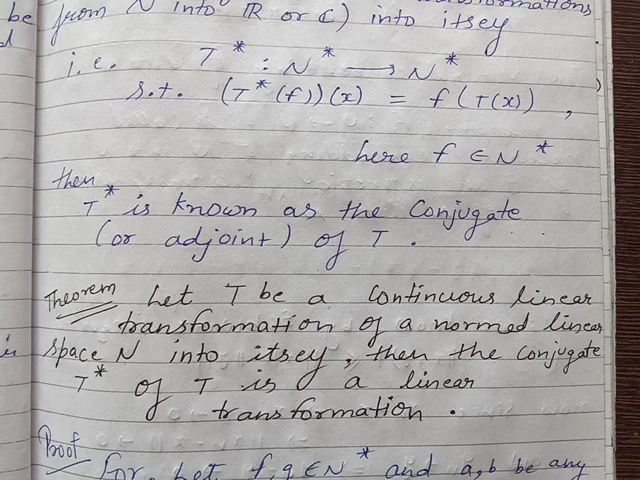 be from N into R or C) into itself
i.e. T* : N* → N*
s.t. (T*(f))(x) = f(T(x)) ,
here f ∈ N*
then
T* is known as the conjugate
(or adjoint) of T .
Theorem Let T be a continuous linear
transformation of a normed linear
space N into itself, then the conjugate
T* of T is a linear
transformation .
Proof
For, Let f, g ∈ N* and a, b be any